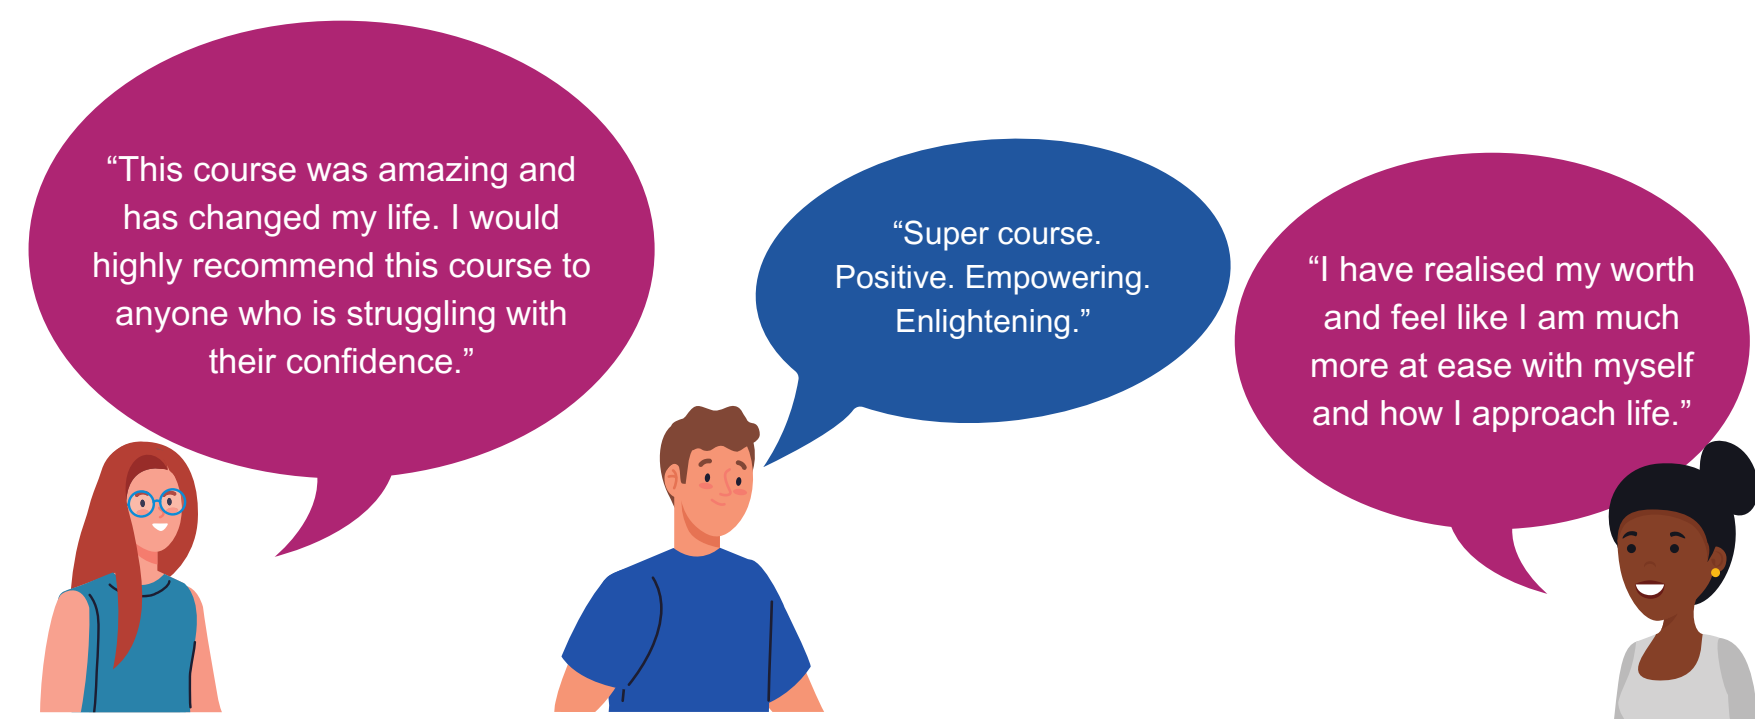 “This course was amazing and
has changed my life. I would
highly recommend this course to
anyone who is struggling with
their confidence.”
“Super course.
Positive. Empowering.
Enlightening.”
“I have realised my worth
and feel like I am much
more at ease with myself
and how I approach life.”